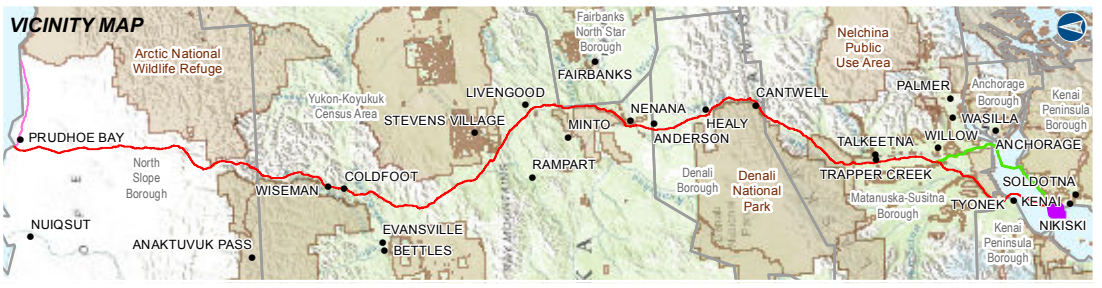 VICINITY MAP
Arctic National
Wildlife Refuge
PRUDHOE BAY
North
Slope
Borough
NUIQSUT
ANAKTUVUK PASS
WISEMAN
COLDFOOT
EVANSVILLE
BETTLES
Yukon-Koyukuk
Census Area
STEVENS VILLAGE
LIVENGOOD
RAMPART
MINTO
Fairbanks
North Star
Borough
FAIRBANKS
NENANA
ANDERSON
HEALY
CANTWELL
Denali
Borough
Denali
National
Park
Nelchina
Public
Use Area
TALKEETNA
TRAPPER CREEK
Matanuska-Susitna
Borough
PALMER
WASILLA
WILLOW
Anchorage
Borough
ANCHORAGE
Kenai
Peninsula
Borough
SOLDOTNA
KENAI
NIKISKI
TYONEK
Kenai
Peninsula
Borough